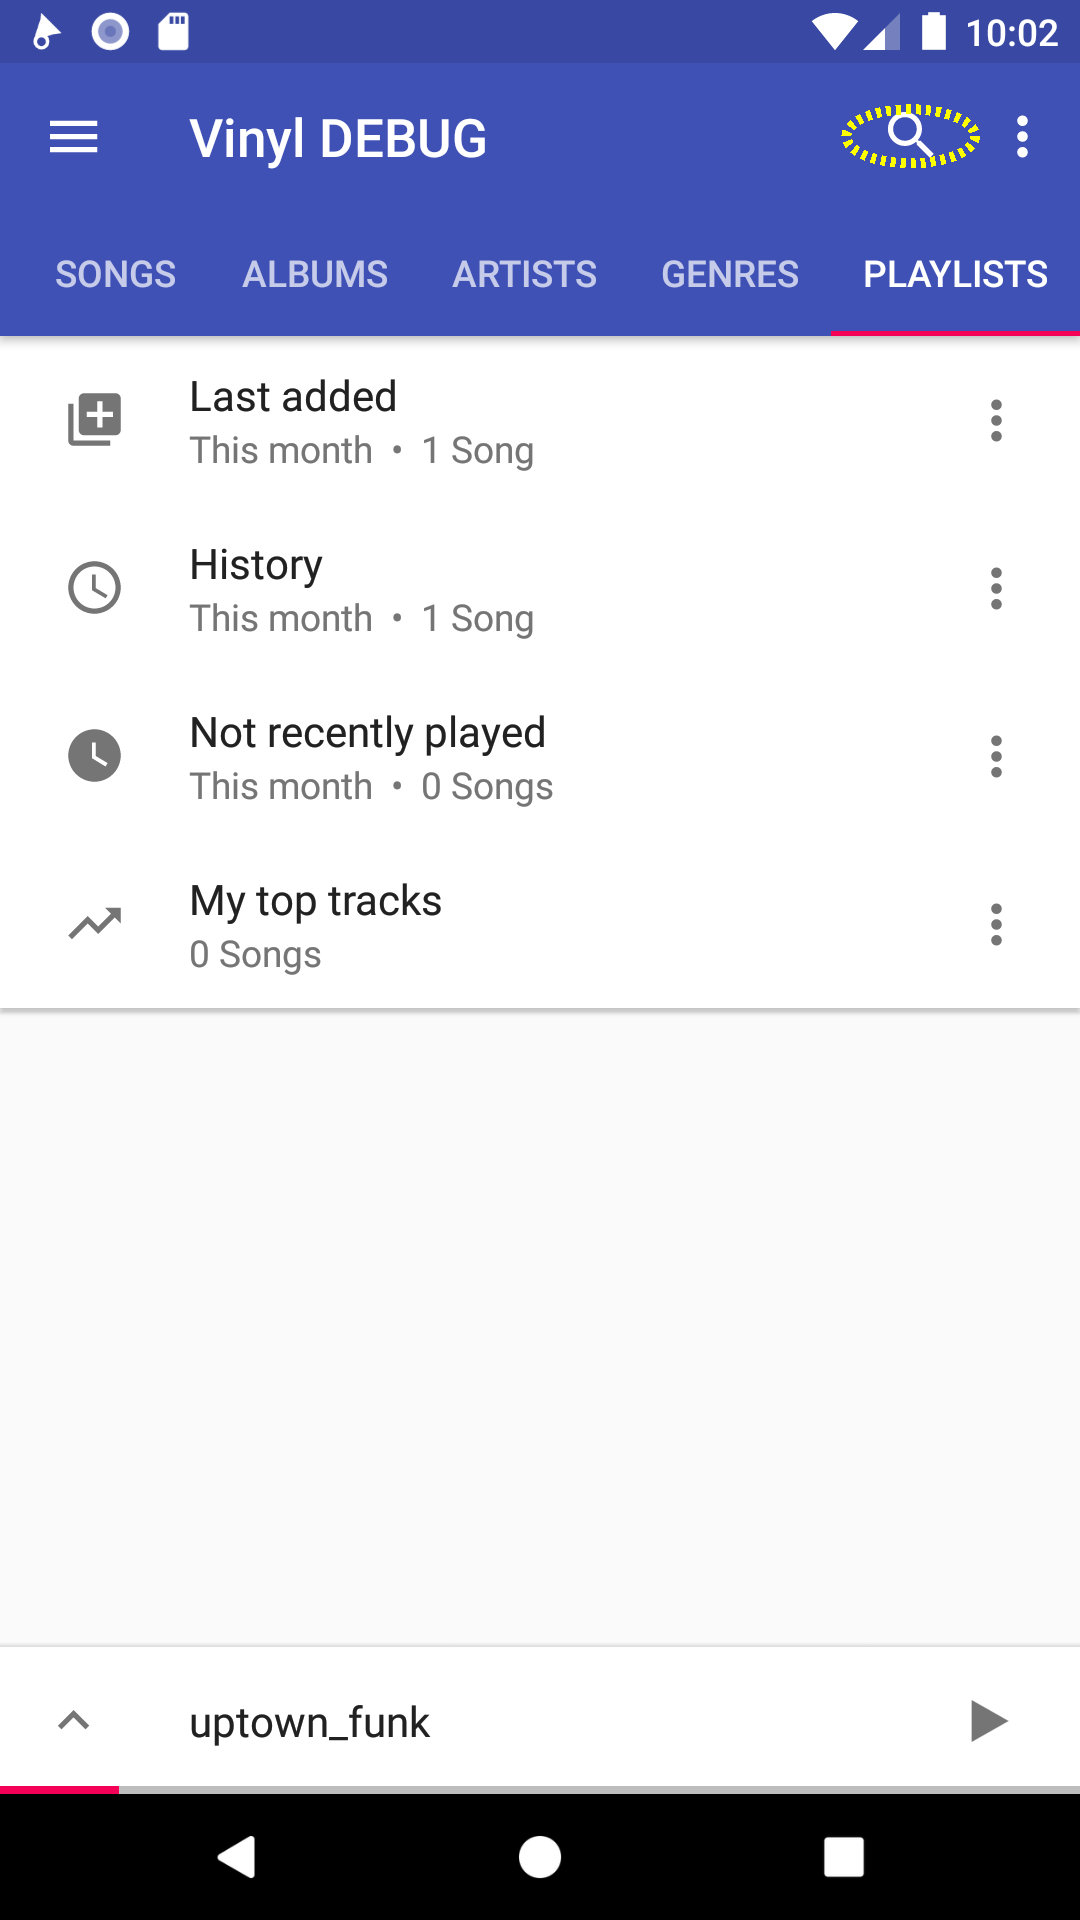 10:02
Vinyl DEBUG
SONGS ALBUMS ARTISTS GENRES PLAYLISTS
Last added
This month • 1 Song
History
This month • 1 Song
Not recently played
This month • 0 Songs
My top tracks
0 Songs
uptown_funk